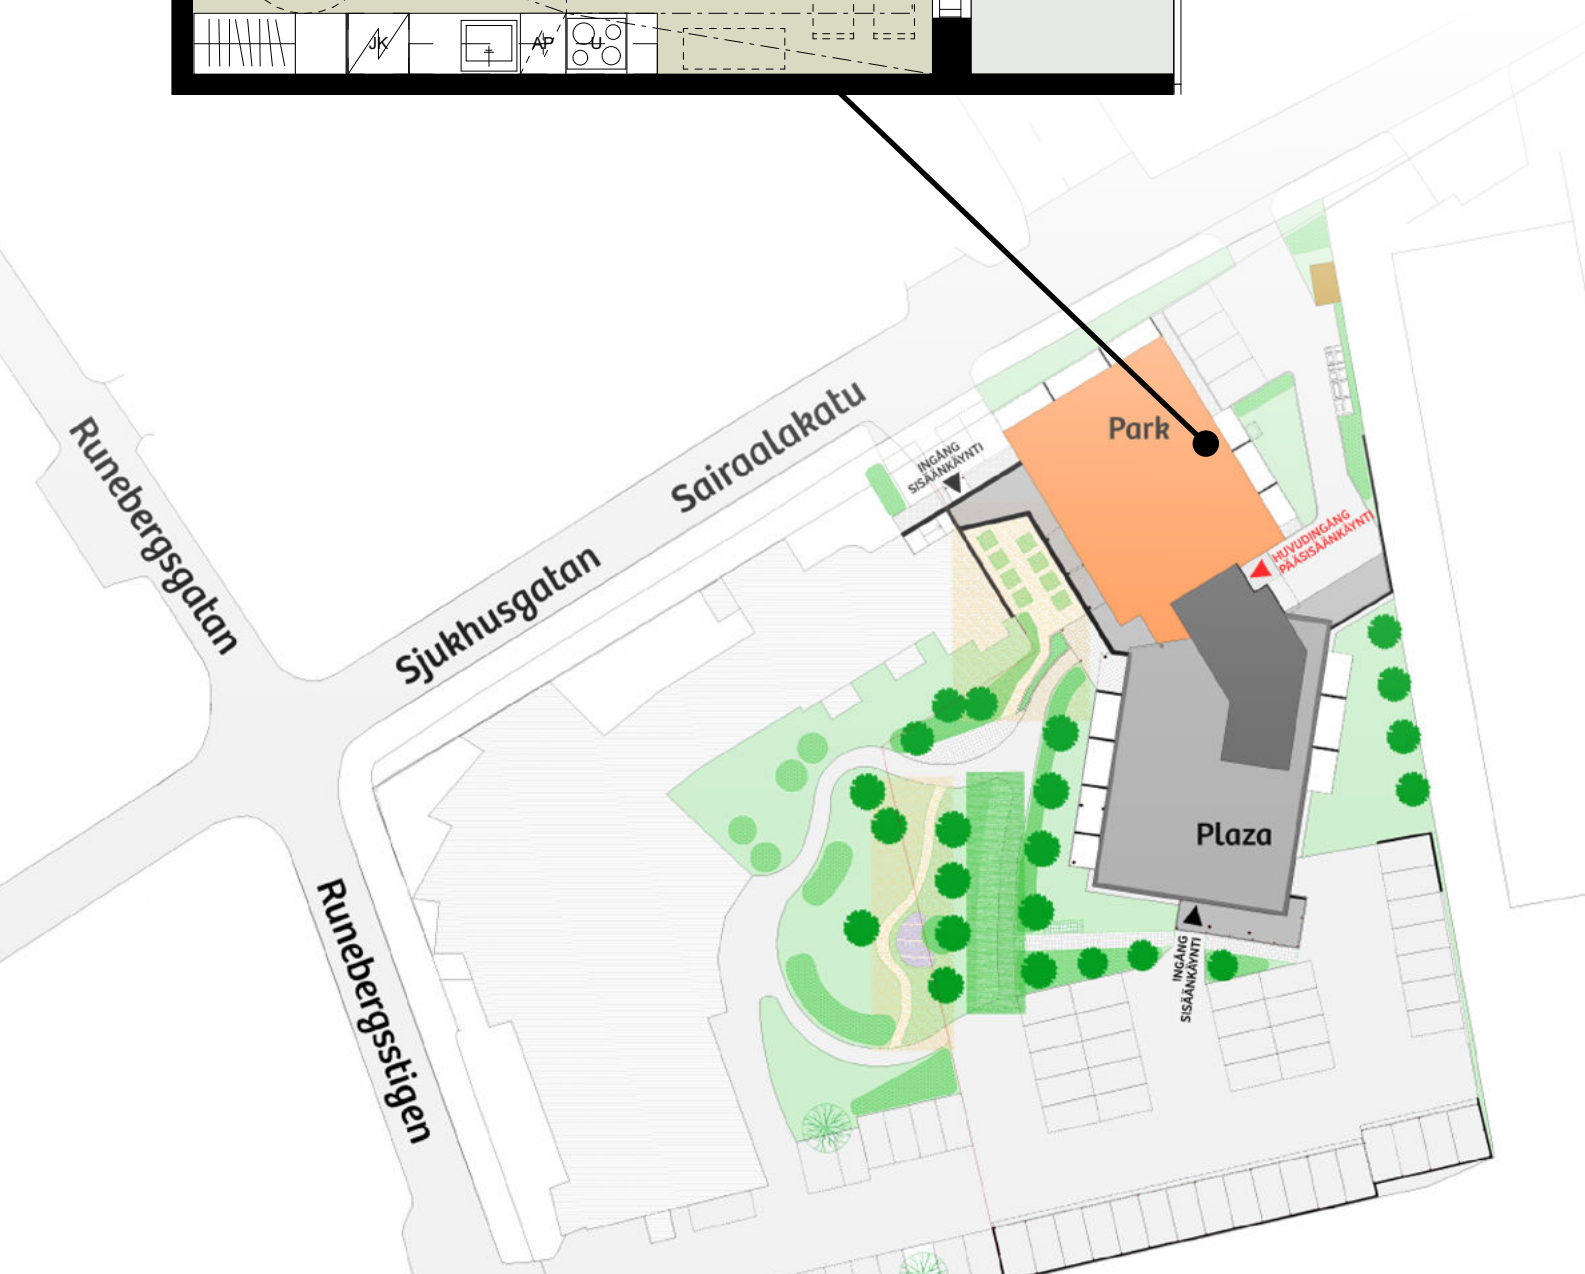 JK
AP
U
Park
INGÅNG
SISÄÄNKÄYNTI
HUVUDINGÅNG
PÄÄSISÄÄNKÄYNTI
Sairaalakatu
Sjukhusgatan
Runebergsgatan
Plaza
Runebergsstigen
INGÅNG
SISÄÄNKÄYNTI